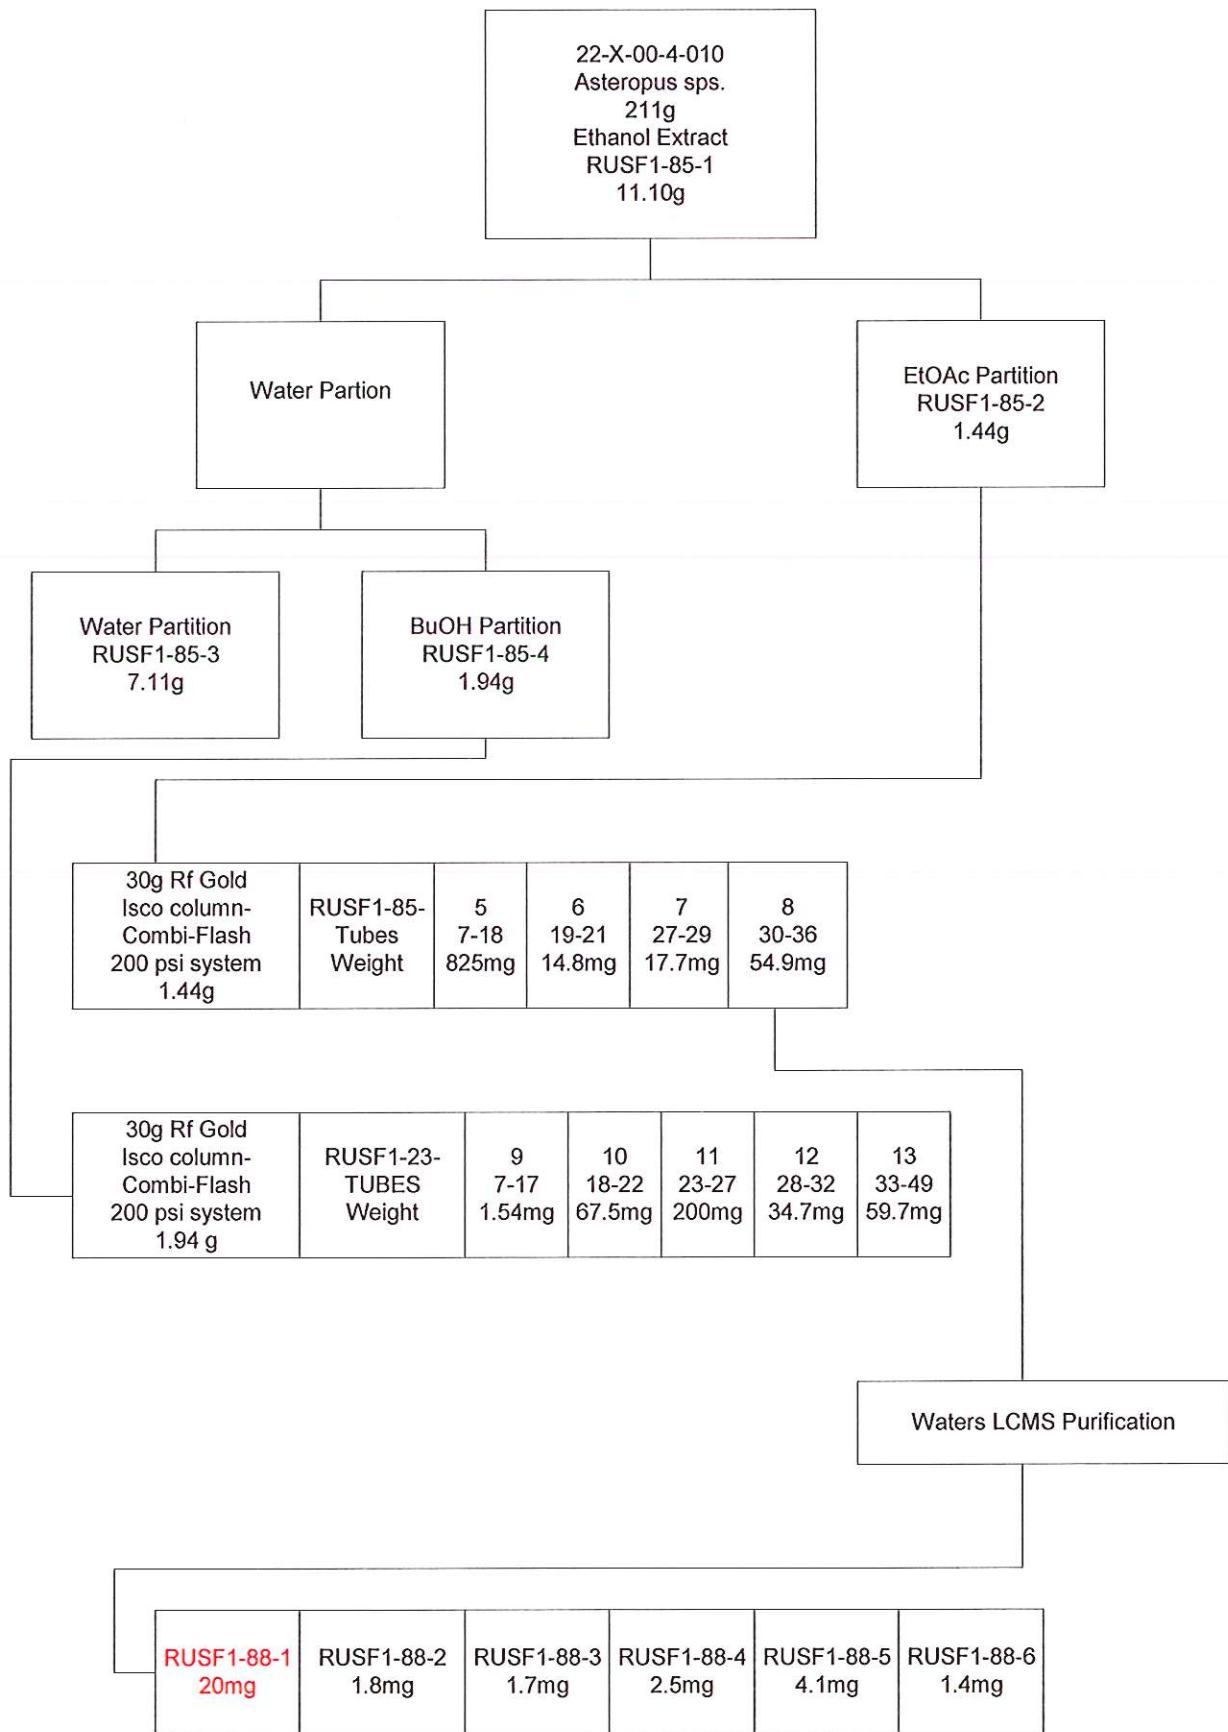 22-X-00-4-010
Asteropus sps.
211g
Ethanol Extract
RUSF1-85-1
11.10g
Water Partion
EtOAc Partition
RUSF1-85-2
1.44g
Water Partition
RUSF1-85-3
7.11g
BuOH Partition
RUSF1-85-4
1.94g
30g Rf Gold
Isco column-
Combi-Flash
200 psi system
1.44g
RUSF1-85-
Tubes
Weight
5
7-18
825mg
6
19-21
14.8mg
7
27-29
17.7mg
8
30-36
54.9mg
30g Rf Gold
Isco column-
Combi-Flash
200 psi system
1.94 g
RUSF1-23-
TUBES
Weight
9
7-17
1.54mg
10
18-22
67.5mg
11
23-27
200mg
12
28-32
34.7mg
13
33-49
59.7mg
Waters LCMS Purification
RUSF1-88-1
20mg
RUSF1-88-2
1.8mg
RUSF1-88-3
1.7mg
RUSF1-88-4
2.5mg
RUSF1-88-5
4.1mg
RUSF1-88-6
1.4mg